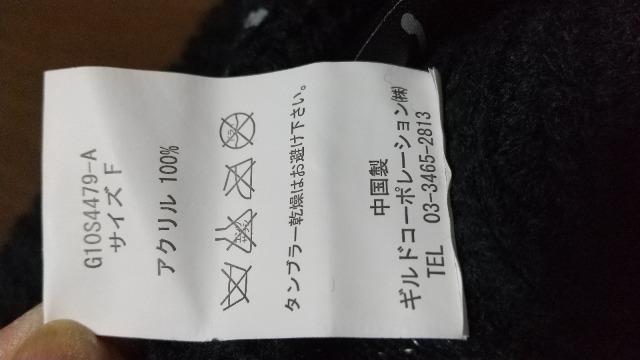 G10S4479-A
サイズ F
アクリル 100%
タンブラー乾燥はお避け下さい。
中国製
ギルドコーポレーション㈱
TEL 03-3465-2813